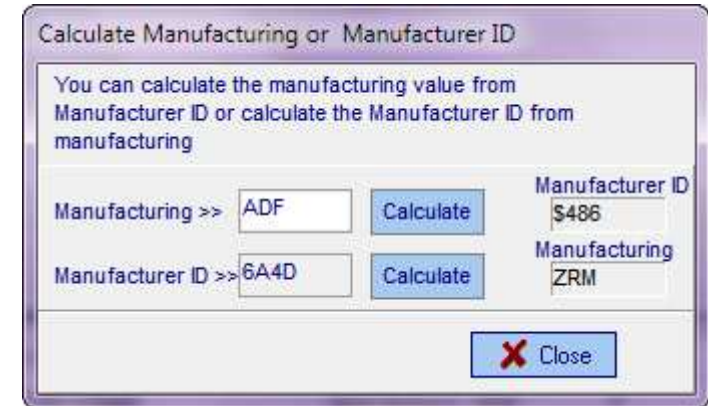 Calculate Manufacturing or Manufacturer ID
You can calculate the manufacturing value from
Manufacturer ID or calculate the Manufacturer ID from
manufacturing
Manufacturer ID
Manufacturing >> ADF Calculate $486
Manufacturing
Manufacturer ID >> 6A4D Calculate ZRM
Close